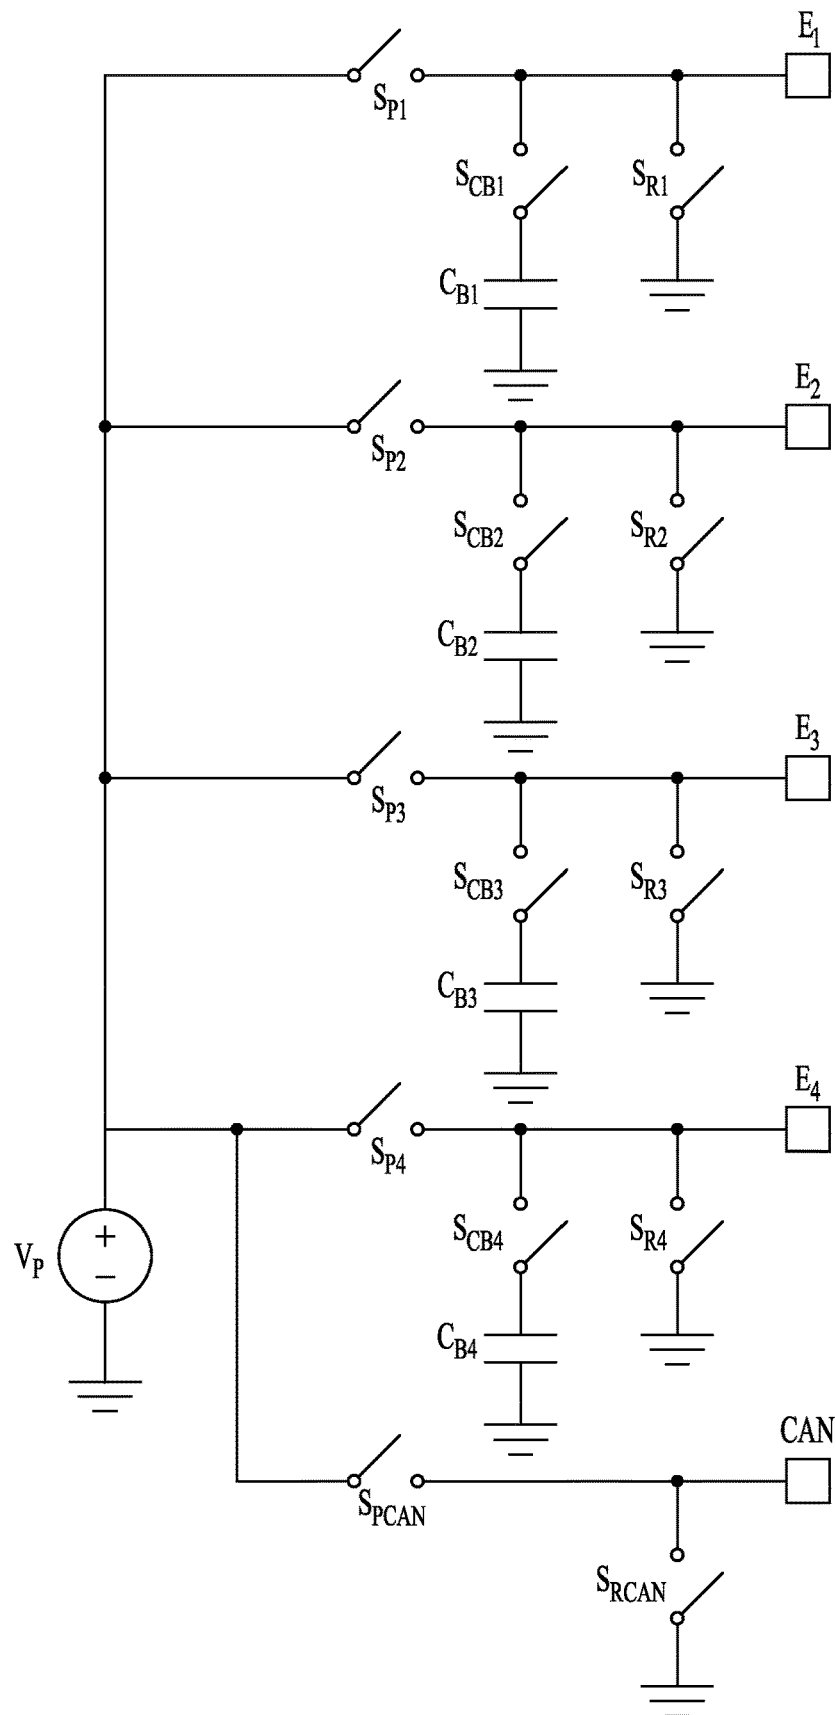 E1
SP1
SCB1
SR1
CB1
E2
SP2
SCB2
SR2
CB2
E3
SP3
SCB3
SR3
CB3
E4
SP4
SCB4
SR4
VP
+
−
CB4
CAN
SPCAN
SRCAN